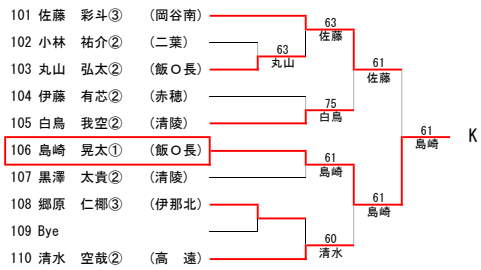 101 佐藤 彩斗③ (岡谷南)
102 小林 祐介② (二葉)
103 丸山 弘太② (飯O長)
104 伊藤 有芯② (赤穂)
105 白鳥 我空② (清陵)
106 島崎 晃太① (飯O長)
107 黒澤 太貴② (清陵)
108 郷原 仁梛③ (伊那北)
109 Bye
110 清水 空哉② (高 遠)
63
丸山
63
佐藤
75
白鳥
61
島崎
60
清水
61
佐藤
61
島崎
61
島崎
K